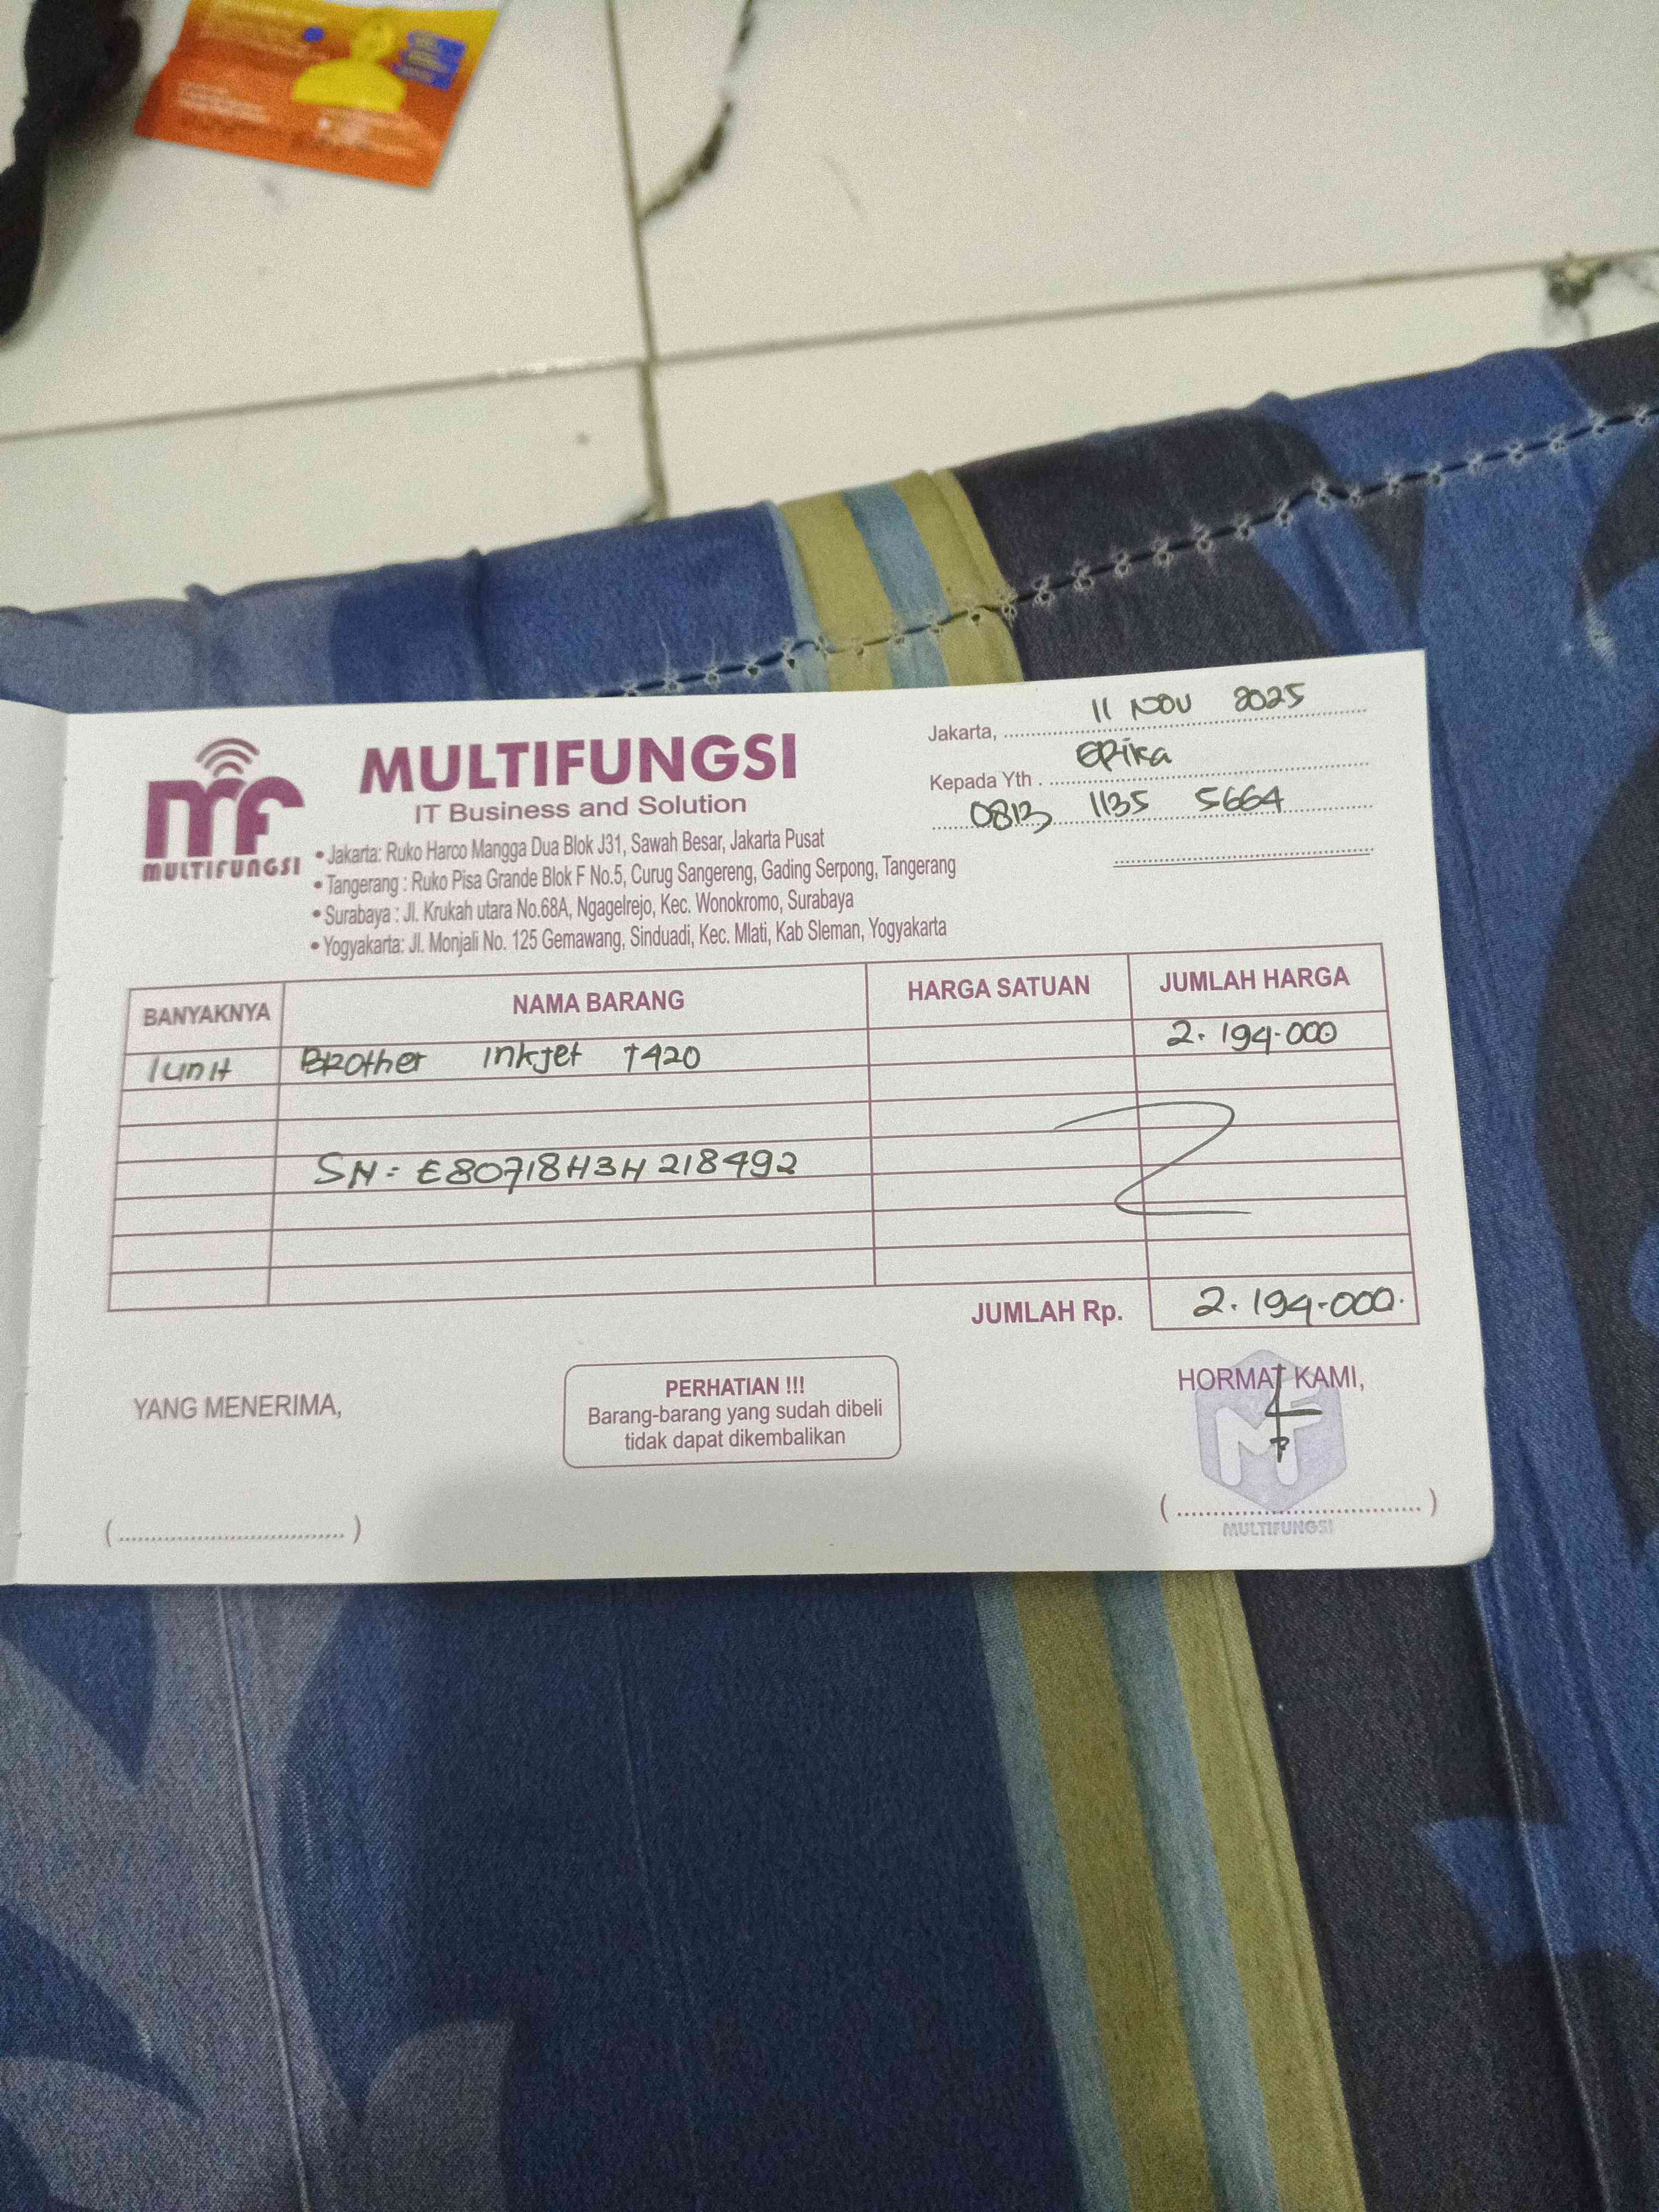 MULTIFUNGSI
IT Business and Solution
mf
MULTIFUNGSI
• Jakarta: Ruko Harco Mangga Dua Blok J31, Sawah Besar, Jakarta Pusat
• Tangerang : Ruko Pisa Grande Blok F No.5, Curug Sangereng, Gading Serpong, Tangerang
• Surabaya : Jl. Krukah utara No.68A, Ngagelrejo, Kec. Wonokromo, Surabaya
• Yogyakarta: Jl. Monjali No. 125 Gemawang, Sinduadi, Kec. Mlati, Kab Sleman, Yogyakarta
Jakarta, 11 NOV 2025
Kepada Yth . Erika
0813 1135 5664
BANYAKNYA NAMA BARANG HARGA SATUAN JUMLAH HARGA
1 unit Brother Inkjet T420 2.194.000
SN: E80718H3H218492
JUMLAH Rp. 2.194.000.
YANG MENERIMA,
PERHATIAN !!!
Barang-barang yang sudah dibeli
tidak dapat dikembalikan
HORMAT KAMI,
MF
MULTIFUNGSI